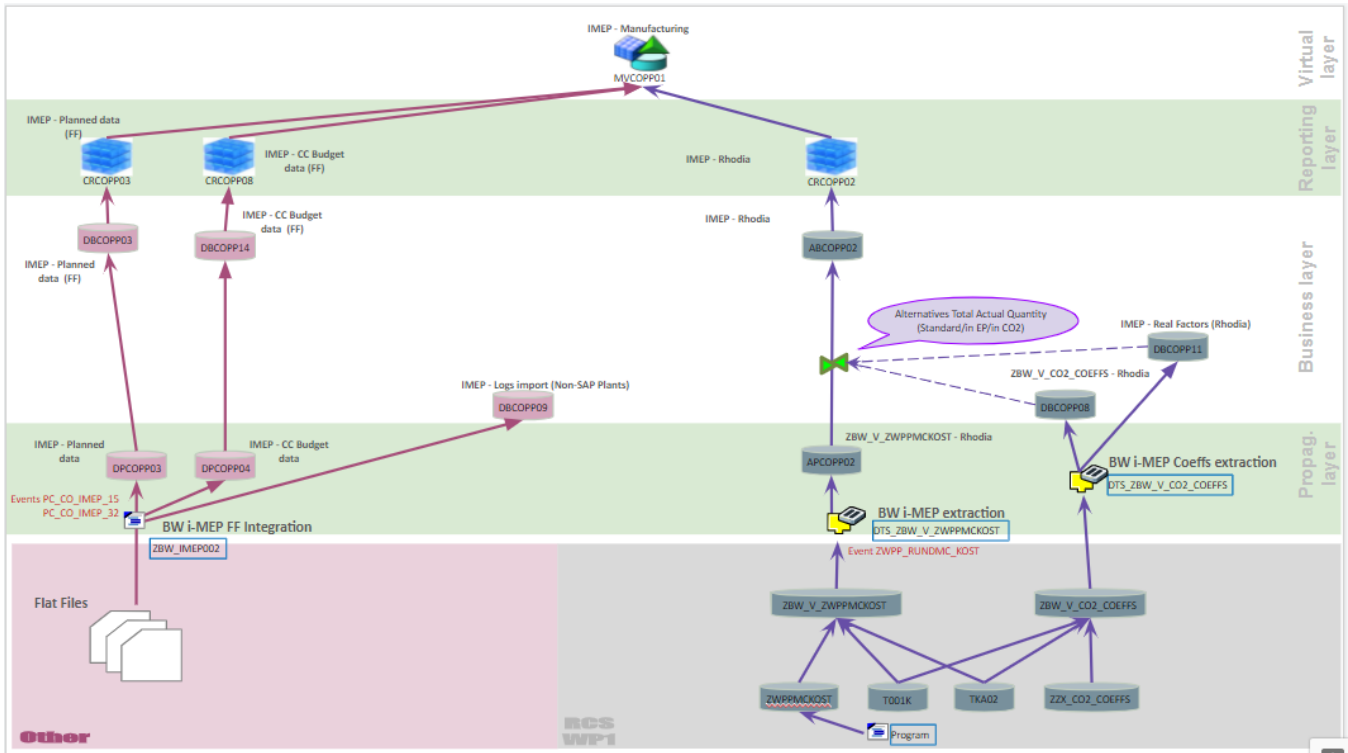 IMEP - Manufacturing
MVCOPP01
Virtual
layer
IMEP - Planned data
(FF)
CRCOPP03
CRCOPP08
IMEP - CC Budget
data (FF)
IMEP - Rhodia
CRCOPP02
Reporting
layer
DBCOPP03
IMEP - Planned
data (FF)
IMEP - CC Budget
data (FF)
DBCOPP14
IMEP - Rhodia
ABCOPP02
Business layer
Alternatives Total Actual Quantity
(Standard/in EP/in CO2)
IMEP - Real Factors (Rhodia)
DBCOPP11
ZBW_V_CO2_COEFFS - Rhodia
DBCOPP08
IMEP - Logs import (Non-SAP Plants)
DBCOPP09
IMEP - Planned
data
DPCOPP03
IMEP - CC Budget
data
DPCOPP04
ZBW_V_ZWPPMCKOST - Rhodia
APCOPP02
BW i-MEP Coeffs extraction
DTS_ZBW_V_CO2_COEFFS
Propag.
layer
Events PC_CO_IMEP_15
PC_CO_IMEP_32
BW i-MEP FF Integration
ZBW_IMEP002
BW i-MEP extraction
DTS_ZBW_V_ZWPPMCKOST
Event ZWPP_RUNDMC_KOST
Flat Files
ZBW_V_ZWPPMCKOST
ZBW_V_CO2_COEFFS
ZWPPMCKOST
T001K
TKA02
ZZX_CO2_COEFFS
Program
Other
RCS
WP1